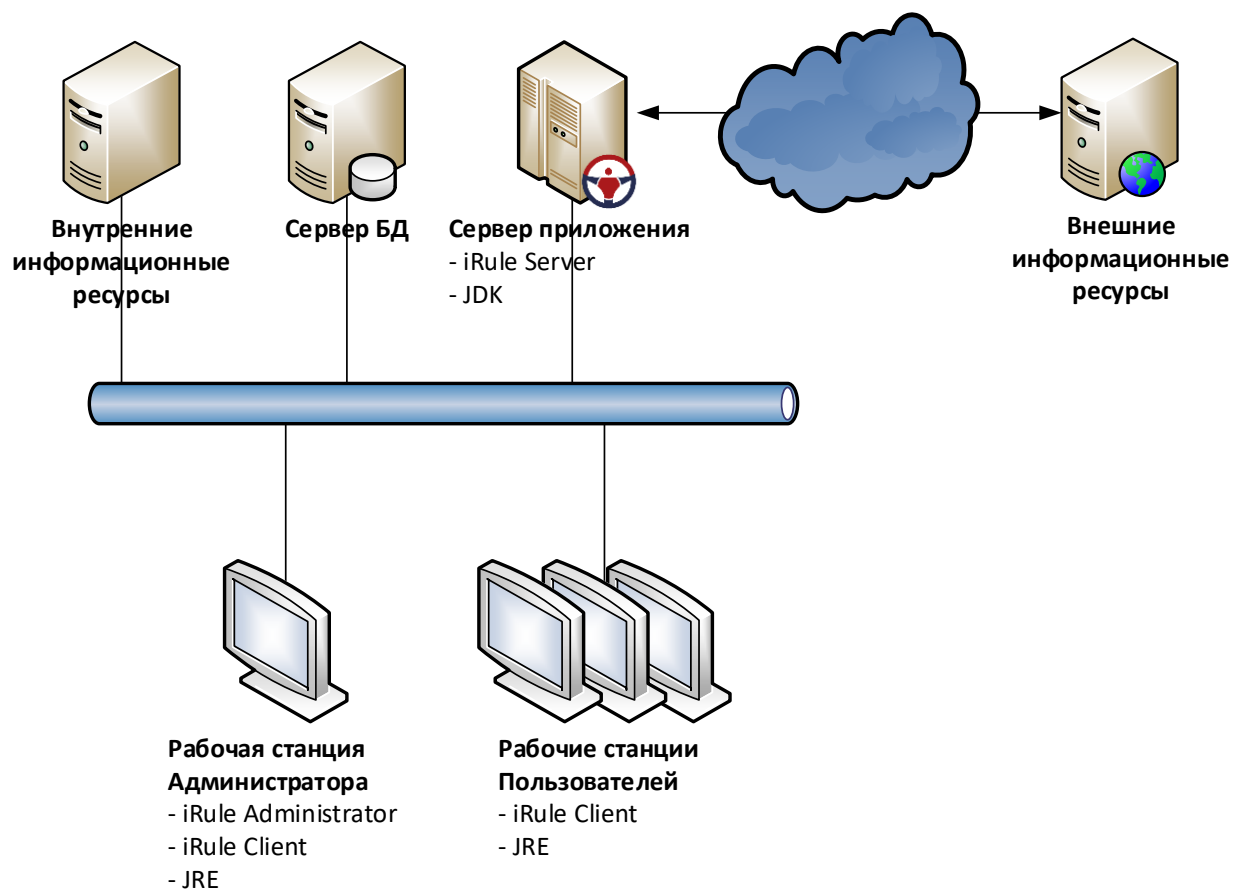 Внутренние
информационные
ресурсы
Сервер БД
Сервер приложения
- iRule Server
- JDK
Внешние
информационные
ресурсы
Рабочая станция
Администратора
- iRule Administrator
- iRule Client
- JRE
Рабочие станции
Пользователей
- iRule Client
- JRE